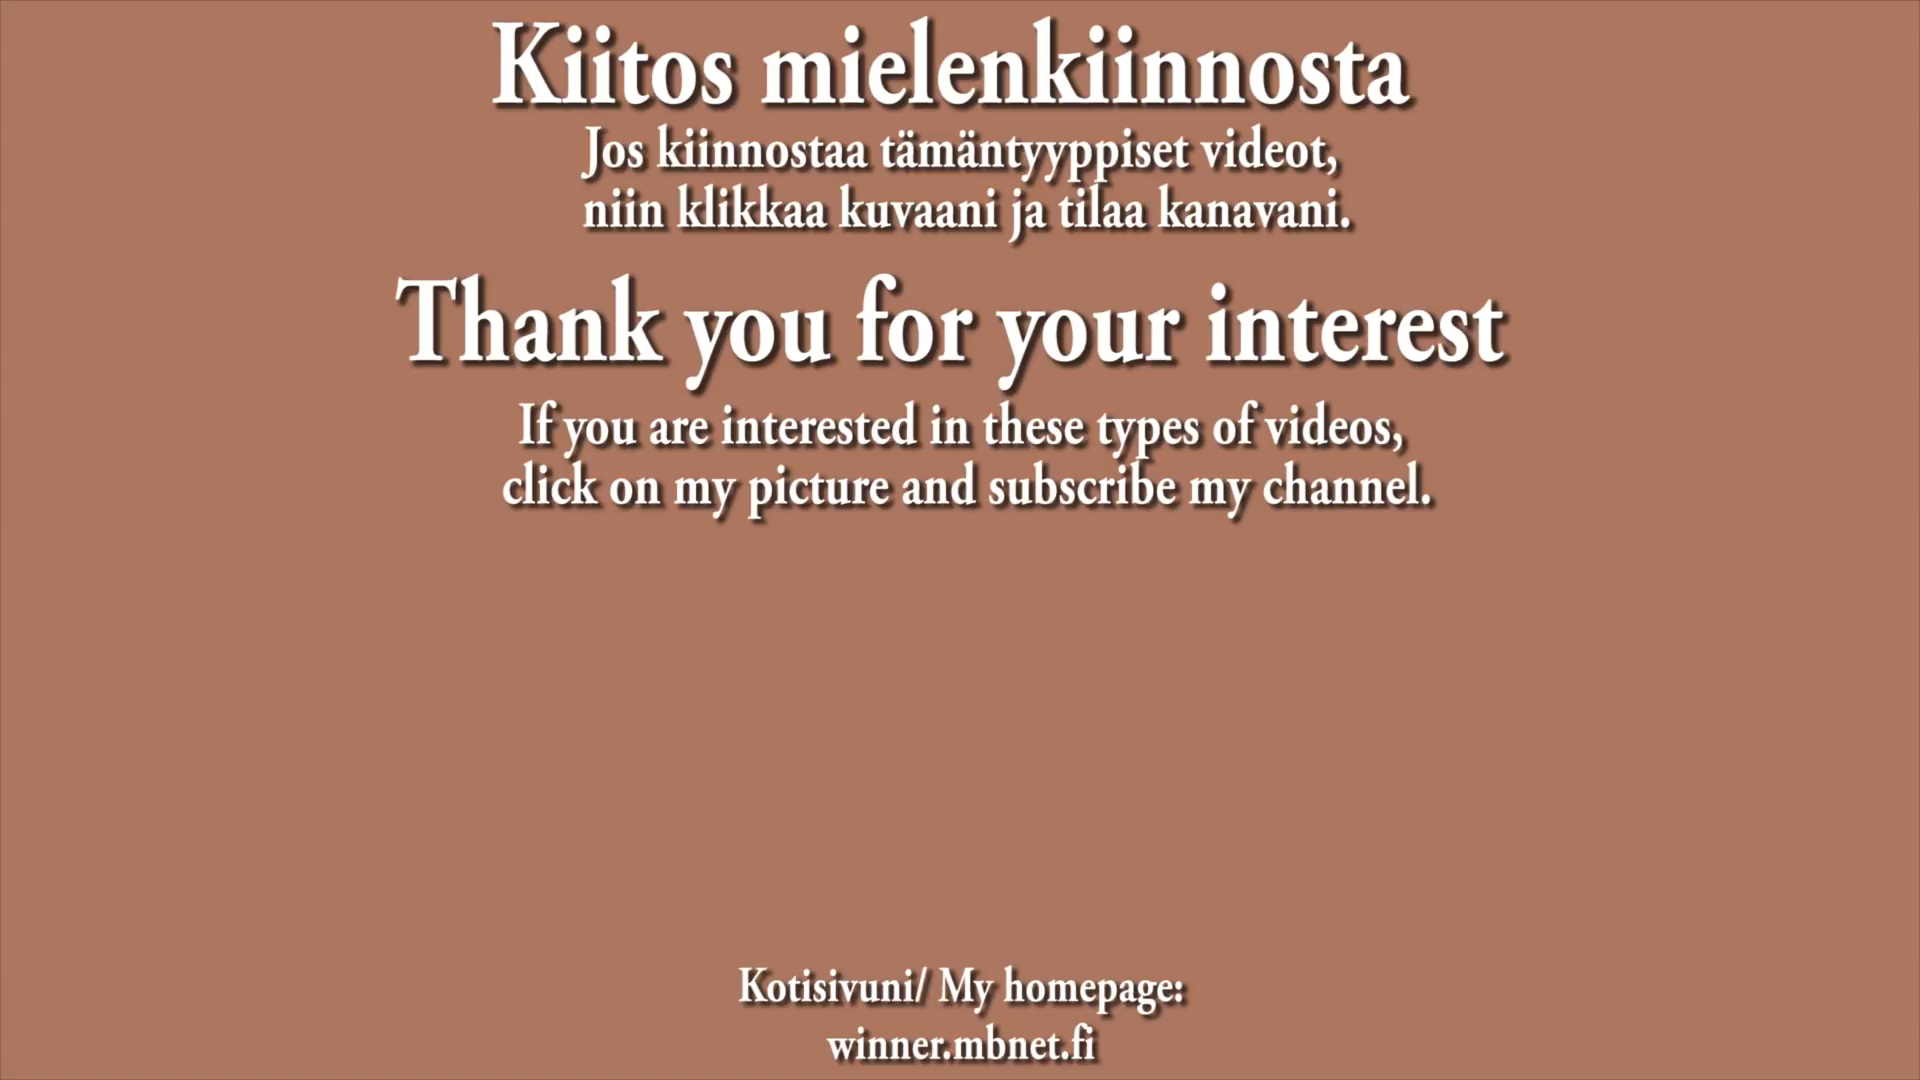 Kiitos mielenkiinnosta
Jos kiinnostaa tämäntyyppiset videot,
niin klikkaa kuvaani ja tilaa kanavani.
Thank you for your interest
If you are interested in these types of videos,
click on my picture and subscribe my channel.
Kotisivuni/ My homepage:
winner.mbnet.fi